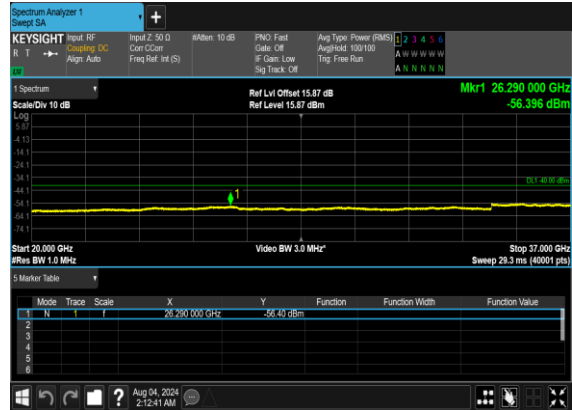 Spectrum Analyzer 1
Swept SA
KEYSIGHT Input: RF Input Z: 50 Ω #Atten: 10 dB PNO: Fast Avg Type: Power (RMS) 1 2 3 4 5 6
R T Coupling: DC Corr CCorr Gate: Off Avg|Hold: 100/100 A W W W W W
Align: Auto Freq Ref: Int (S) IF Gain: Low Trig: Free Run
Sig Track: Off A N N N N N
1 Spectrum Ref Lvl Offset 15.87 dB Mkr1 26.290 000 GHz
Scale/Div 10 dB Ref Level 15.87 dBm -56.396 dBm
Log
5.87
-4.13
-14.1
-24.1
-34.1
DL1 -40.00 dBm
-44.1
1
-54.1
-64.1
-74.1
Start 20.000 GHz Video BW 3.0 MHz* Stop 37.000 GHz
#Res BW 1.0 MHz Sweep 29.3 ms (40001 pts)
5 Marker Table
Mode Trace Scale X Y Function Function Width Function Value
1 N 1 f 26.290 000 GHz -56.40 dBm
2
3
4
5
6
Aug 04, 2024
2:12:41 AM